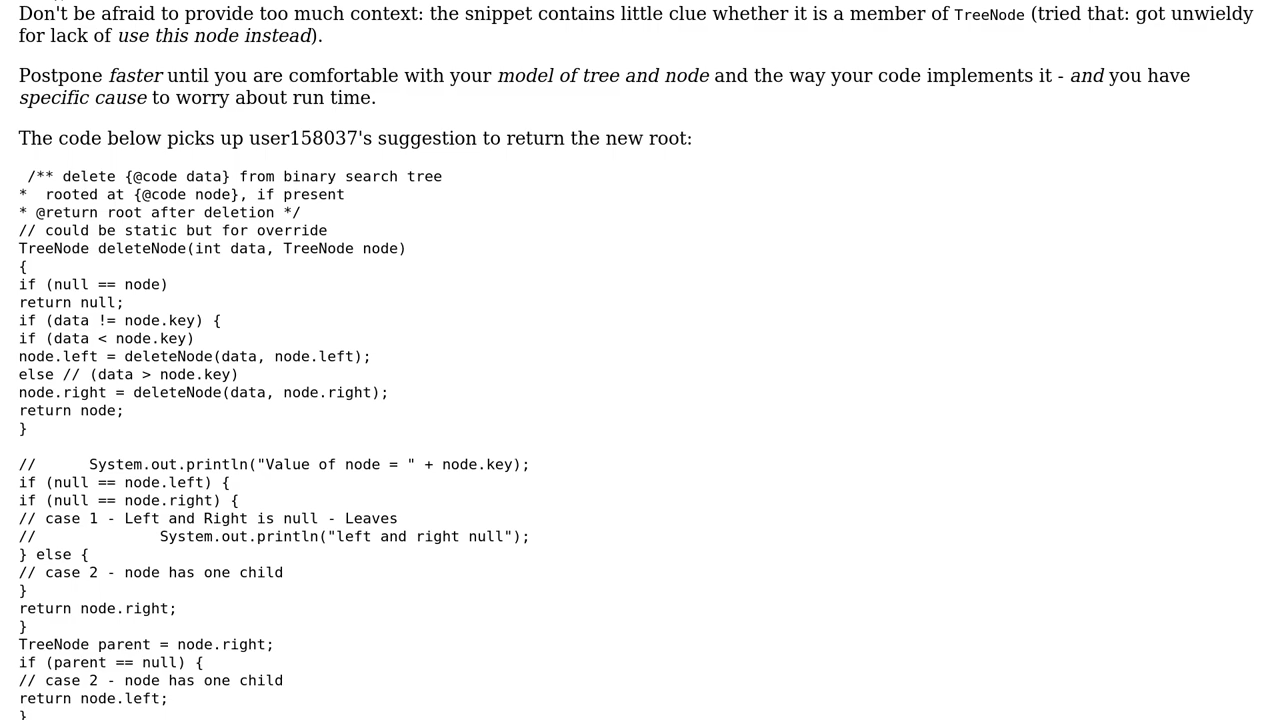 Don't be afraid to provide too much context: the snippet contains little clue whether it is a member of TreeNode (tried that: got unwieldy
for lack of use this node instead).
Postpone faster until you are comfortable with your model of tree and node and the way your code implements it - and you have
specific cause to worry about run time.
The code below picks up user158037's suggestion to return the new root:
/** delete {@code data} from binary search tree
*  rooted at {@code node}, if present
* @return root after deletion */
// could be static but for override
TreeNode deleteNode(int data, TreeNode node)
{
if (null == node)
return null;
if (data != node.key) {
if (data < node.key)
node.left = deleteNode(data, node.left);
else // (data > node.key)
node.right = deleteNode(data, node.right);
return node;
}
//      System.out.println("Value of node = " + node.key);
if (null == node.left) {
if (null == node.right) {
// case 1 - Left and Right is null - Leaves
//              System.out.println("left and right null");
} else {
// case 2 - node has one child
}
return node.right;
}
TreeNode parent = node.right;
if (parent == null) {
// case 2 - node has one child
return node.left;
}